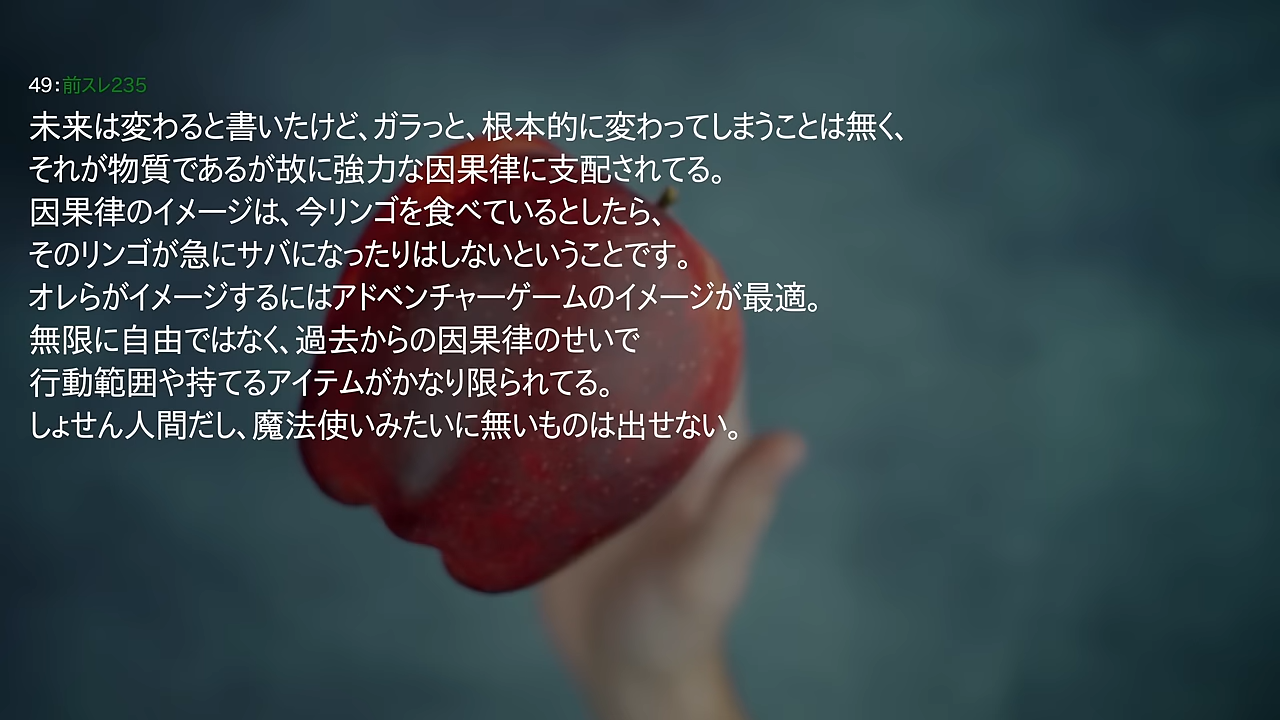 49:前スレ235
未来は変わると書いたけど、ガラっと、根本的に変わってしまうことは無く、
それが物質であるが故に強力な因果律に支配されてる。
因果律のイメージは、今リンゴを食べているとしたら、
そのリンゴが急にサバになったりはしないということです。
オレらがイメージするにはアドベンチャーゲームのイメージが最適。
無限に自由ではなく、過去からの因果律のせいで
行動範囲や持てるアイテムがかなり限られてる。
しょせん人間だし、魔法使いみたいに無いものは出せない。